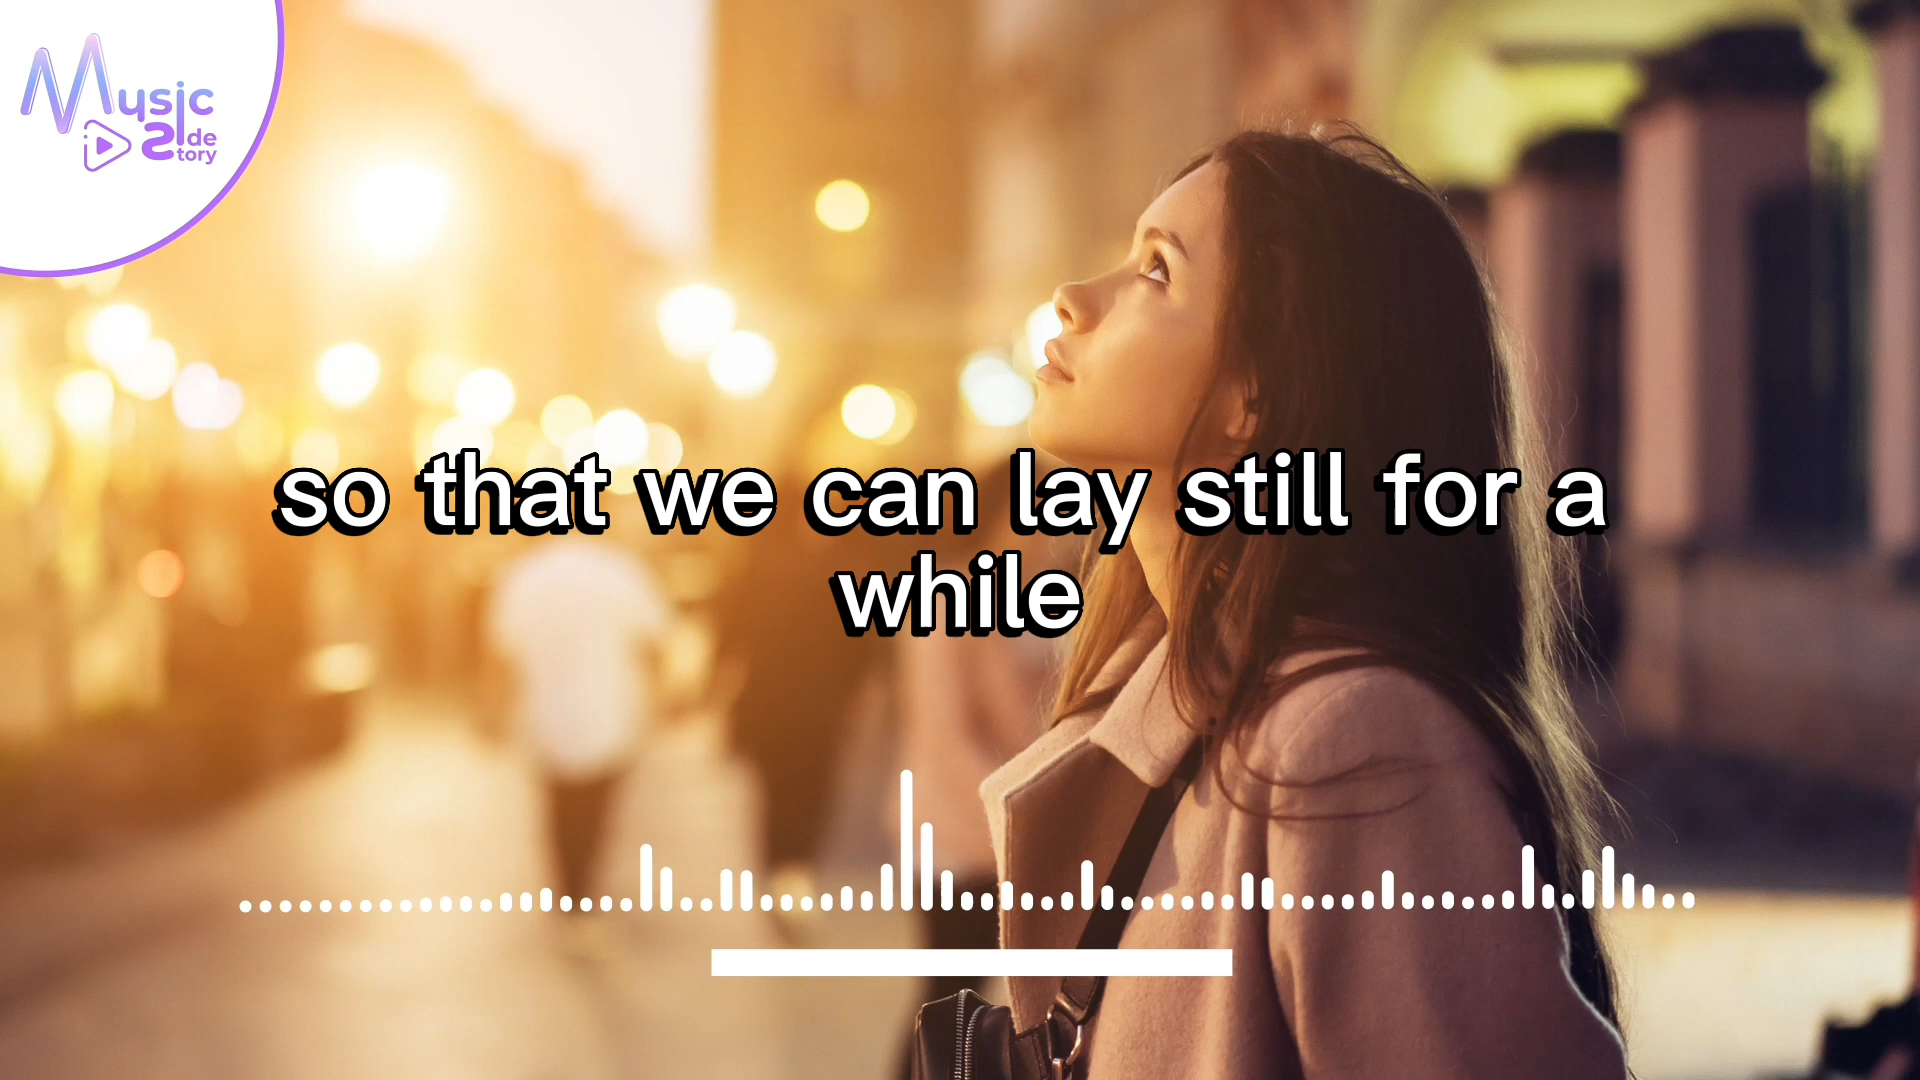 Music
Side
Story
so that we can lay still for a
while